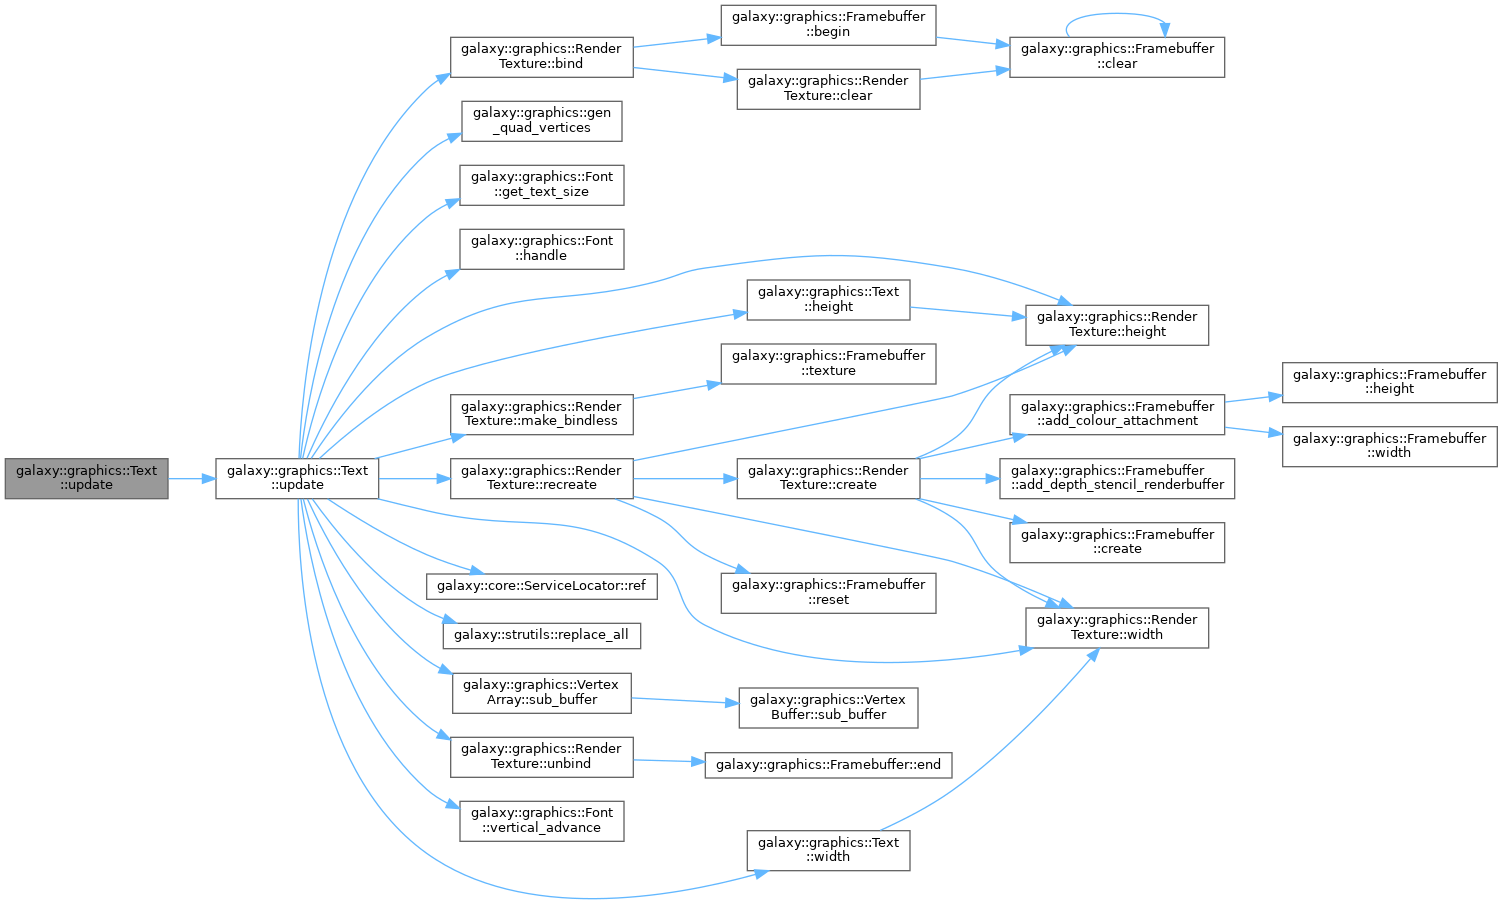 galaxy::graphics::Text
::update
galaxy::graphics::Text
::update
galaxy::graphics::Render
Texture::bind
galaxy::graphics::gen
_quad_vertices
galaxy::graphics::Font
::get_text_size
galaxy::graphics::Font
::handle
galaxy::graphics::Render
Texture::make_bindless
galaxy::graphics::Render
Texture::recreate
galaxy::core::ServiceLocator::ref
galaxy::strutils::replace_all
galaxy::graphics::Vertex
Array::sub_buffer
galaxy::graphics::Render
Texture::unbind
galaxy::graphics::Font
::vertical_advance
galaxy::graphics::Framebuffer
::begin
galaxy::graphics::Render
Texture::clear
galaxy::graphics::Text
::height
galaxy::graphics::Framebuffer
::texture
galaxy::graphics::Render
Texture::create
galaxy::graphics::Framebuffer
::reset
galaxy::graphics::Vertex
Buffer::sub_buffer
galaxy::graphics::Framebuffer::end
galaxy::graphics::Text
::width
galaxy::graphics::Framebuffer
::clear
galaxy::graphics::Render
Texture::height
galaxy::graphics::Framebuffer
::add_colour_attachment
galaxy::graphics::Framebuffer
::add_depth_stencil_renderbuffer
galaxy::graphics::Framebuffer
::create
galaxy::graphics::Render
Texture::width
galaxy::graphics::Framebuffer
::height
galaxy::graphics::Framebuffer
::width